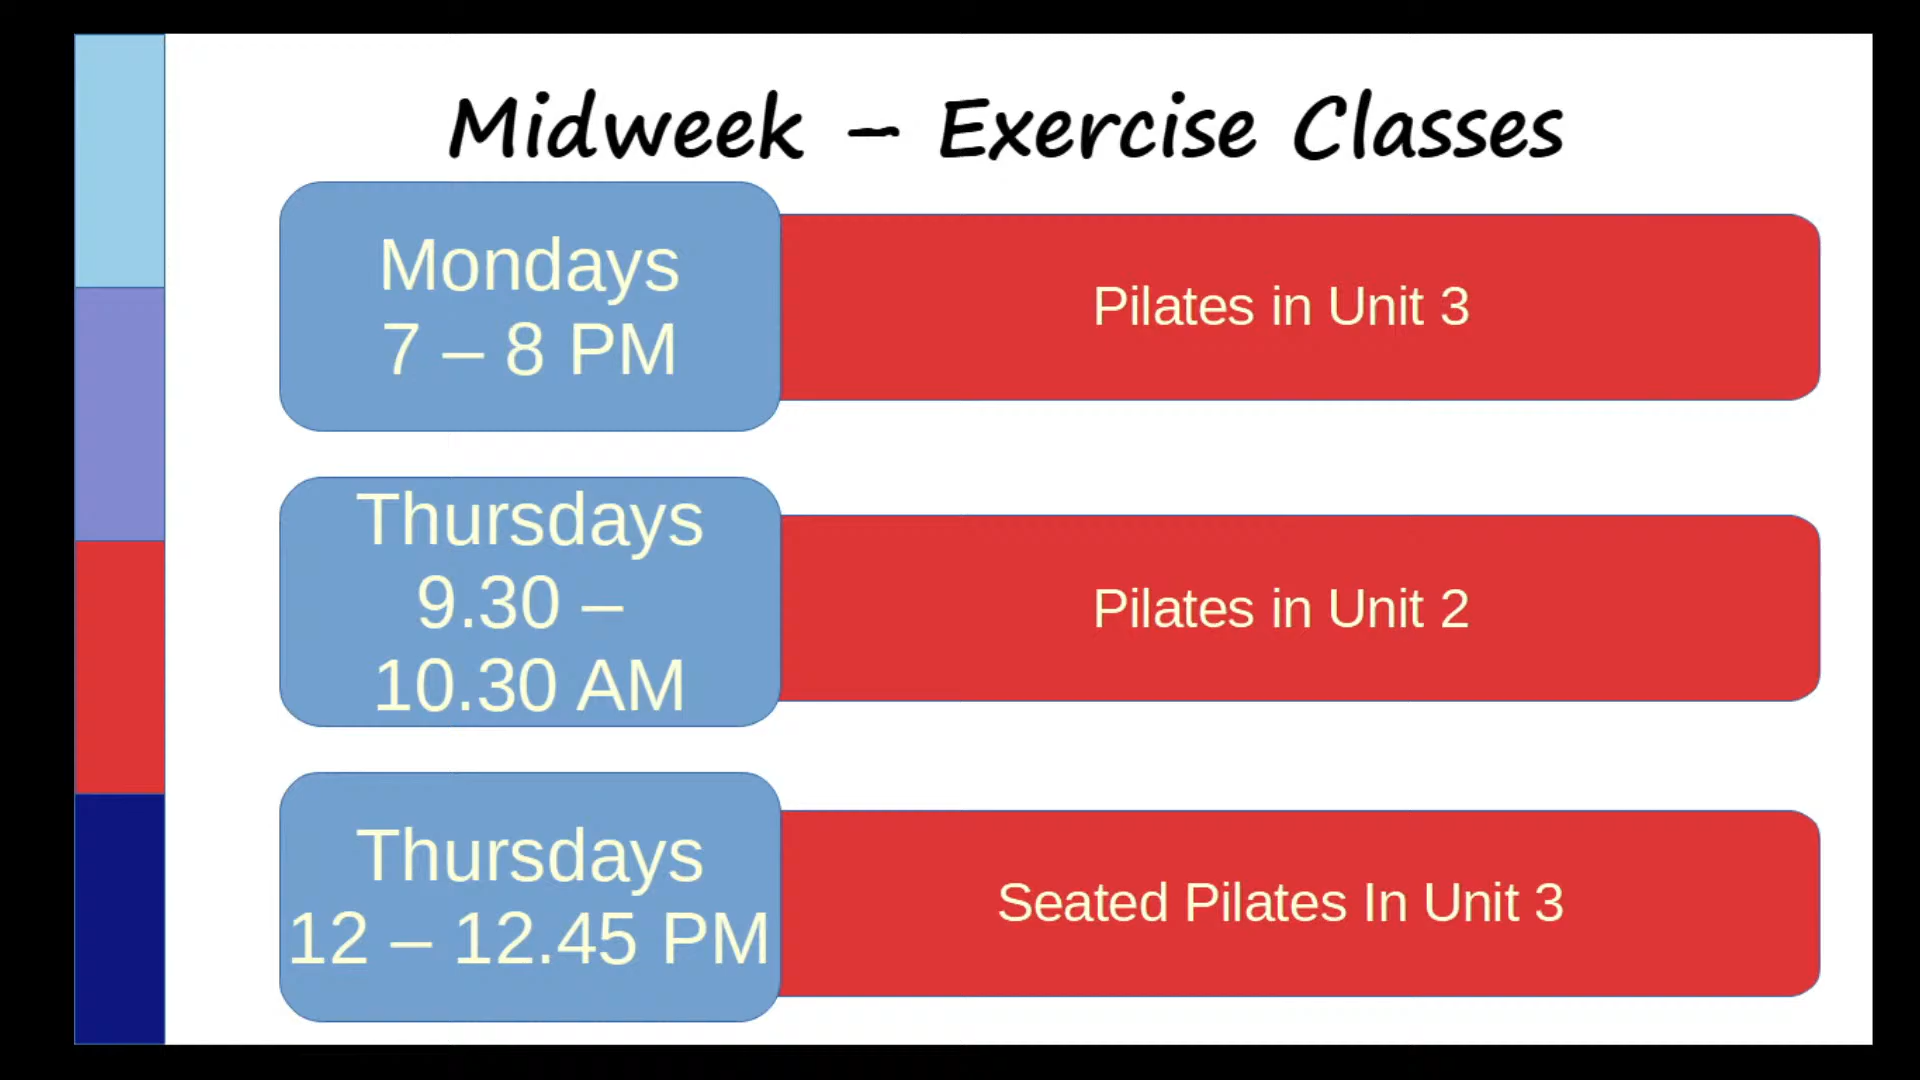 Midweek – Exercise Classes
Mondays
7 – 8 PM
Pilates in Unit 3
Thursdays
9.30 –
10.30 AM
Pilates in Unit 2
Thursdays
12 – 12.45 PM
Seated Pilates In Unit 3